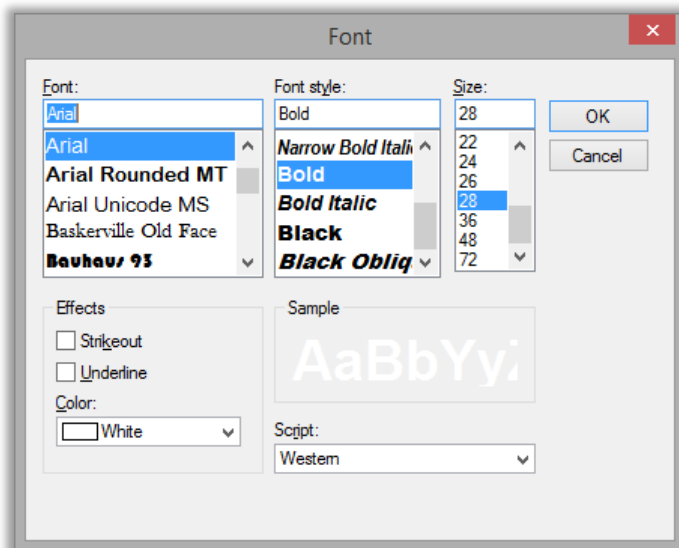 Font
Font:
Arial
Arial
Arial Rounded MT
Arial Unicode MS
Baskerville Old Face
Bauhaus 93
Font style:
Bold
Narrow Bold Itali
Bold
Bold Italic
Black
Black Obliq
Size:
28
22
24
26
28
36
48
72
OK
Cancel
Effects
Strikeout
Underline
Color:
White
Sample
AaBbYyZ
Script:
Western